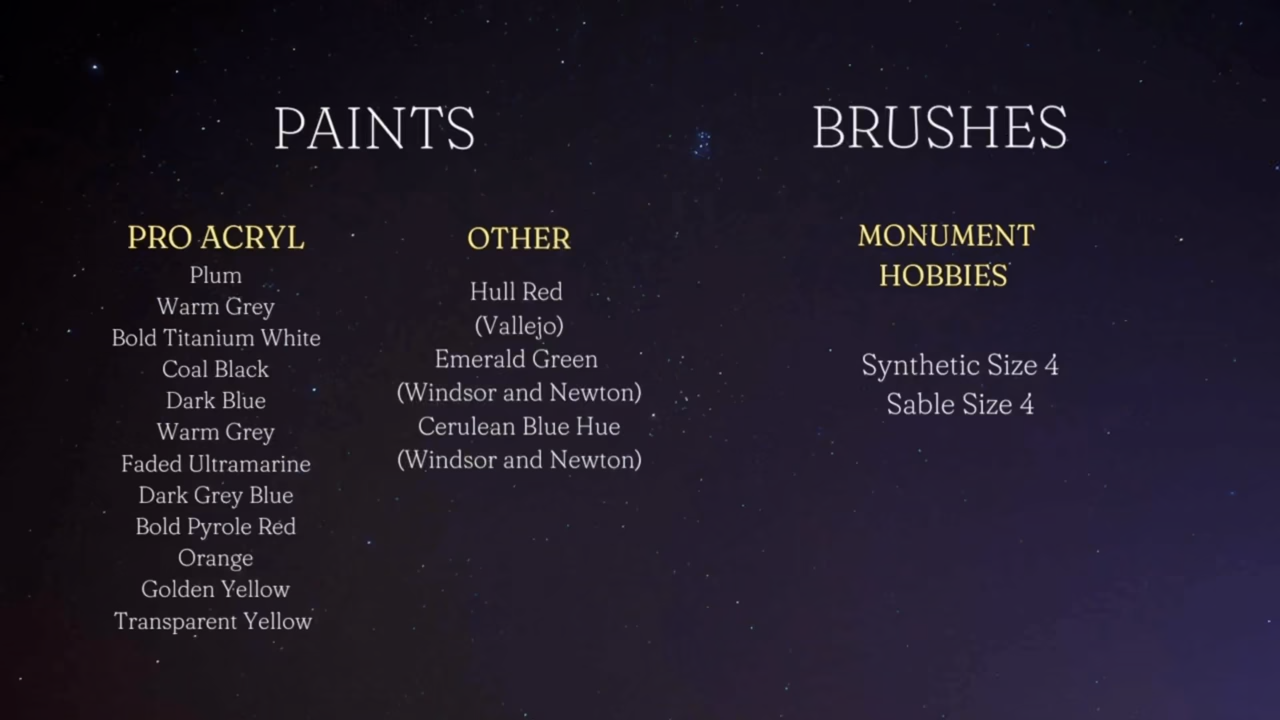 PAINTS
PRO ACRYL
Plum
Warm Grey
Bold Titanium White
Coal Black
Dark Blue
Warm Grey
Faded Ultramarine
Dark Grey Blue
Bold Pyrole Red
Orange
Golden Yellow
Transparent Yellow
OTHER
Hull Red
(Vallejo)
Emerald Green
(Windsor and Newton)
Cerulean Blue Hue
(Windsor and Newton)
BRUSHES
MONUMENT
HOBBIES
Synthetic Size 4
Sable Size 4